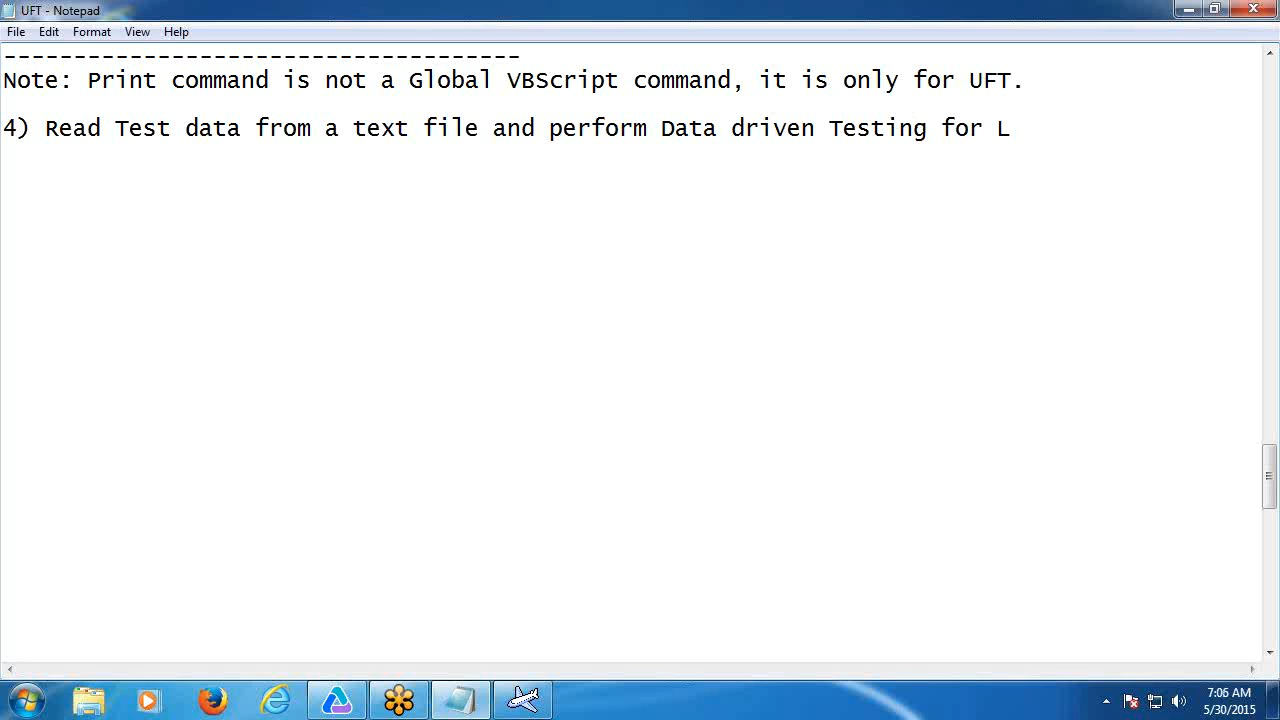 UFT - Notepad
File Edit Format View Help
-------------------------------------
Note: Print command is not a Global VBScript command, it is only for UFT.
4) Read Test data from a text file and perform Data driven Testing for L
7:06 AM
5/30/2015